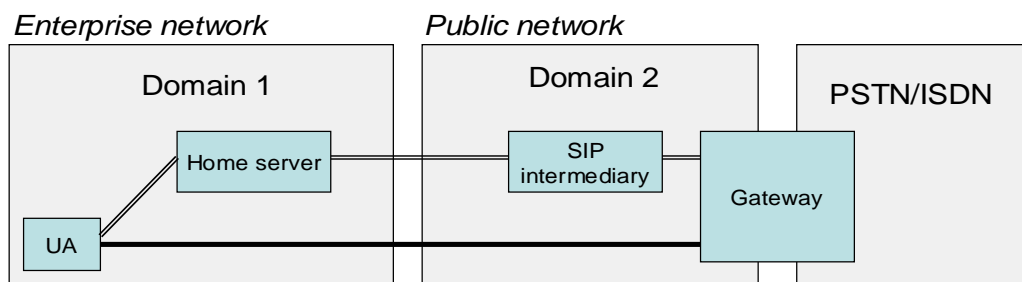 Enterprise network
Public network
Domain 1
Domain 2
PSTN/ISDN
Home server
SIP
intermediary
Gateway
UA